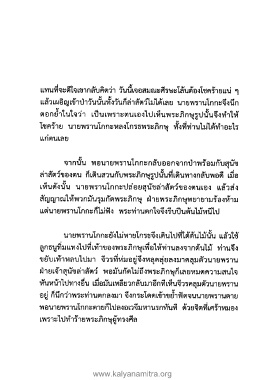 แทนที่จะดีใจเขากลับคิดว่า วันนี้เจอสมณะศีรษะโล้นต้องโชคร้ายแน่ ๆ
แล้วเผอิญเข้าป่าวันนั้นทั้งวันก็ล่าสัตว์ไม่ได้เลย นายพรานโกกะจึงนึก
ตอกย้ำในใจว่า เป็นเพราะตนเองไปเห็นพระภิกษุรูปนั้นจึงทำให้
โชคร้าย นายพรานโกกะหลงโกรธพระภิกษุ ทั้งที่ท่านไม่ได้ทำอะไร
แก่ตนเลย
จากนั้น พอนายพรานโกกะกลับออกจากป่าพร้อมกับสุนัข
ล่าสัตว์ของตน ก็เดินสวนกับพระภิกษุรูปนั้นที่เดินทางกลับพอดี เมื่อ
เห็นดังนั้น นายพรานโกกะปล่อยสุนัขล่าสัตว์ของตนเอง แล้วส่ง
สัญญาณให้พวกมันรุมกัดพระภิกษุ ฝ่ายพระภิกษุพยายามร้องห้าม
แต่นายพรานโกกะก็ไม่ฟัง พระท่านตกใจจึงรีบปีนต้นไม้หนีไป
นายพรานโกกะยังไม่หายโกรธจึงเดินไปที่ใต้ต้นไม้นั้น แล้วใช้
ลูกธนูทิ่มแทงไปที่เท้าของพระภิกษุเพื่อให้ท่านลงจากต้นไม้ ท่านจึง
ขยับเท้าหลบไปมา จีวรที่ห่มอยู่จึงหลุดลุ่ยลงมาคลุมตัวนายพราน
ฝ่ายเจ้าสุนัขล่าสัตว์ พอมันกัดไม่ถึงพระภิกษุก็เลยหมดความสนใจ
หันหน้าไปทางอื่น เมื่อมันเหลียวกลับมาอีกทีเห็นจีวรคลุมตัวนายพราน
อยู่ ก็นึกว่าพระท่านตกลงมา จึงกระโดดเข้าขย้ำฟัดจนนายพรานตาย
พอนายพรานโกกะตายก็ไปลงอเวจีมหานรกทันที ด้วยจิตที่เศร้าหมอง
เพราะไปทำร้ายพระภิกษุผู้ทรงศีล
www.kalyanamitra.org